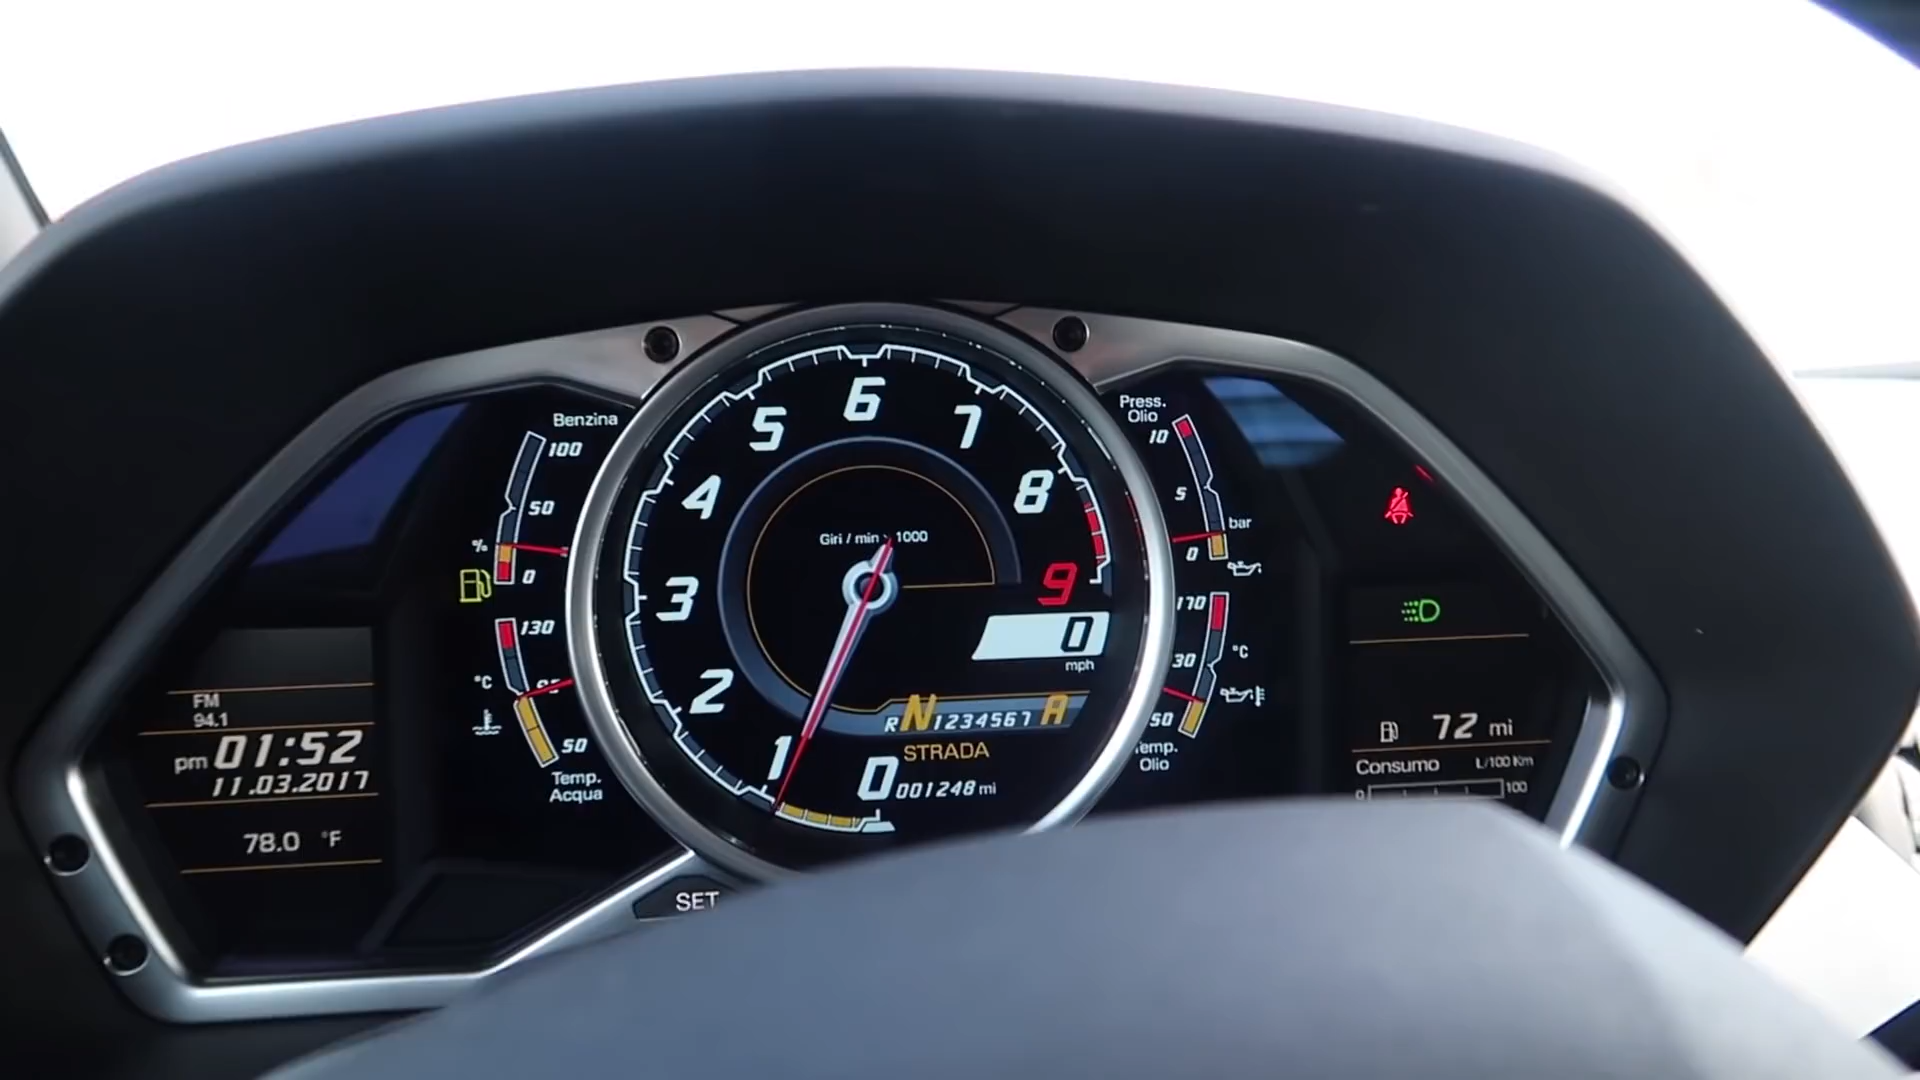 Benzina
100
50
%
0
130
°C
50
Temp.
Acqua
FM
94.1
pm 01:52
11.03.2017
78.0 °F
SET
6
5
7
4
8
Giri / min x 1000
3
9
0
mph
2
R N 1 2 3 4 5 6 7 A
STRADA
1
0
001248 mi
Press.
Olio
10
5
bar
0
170
°C
Olio
72 mi
Consumo L/100 Km
0 100